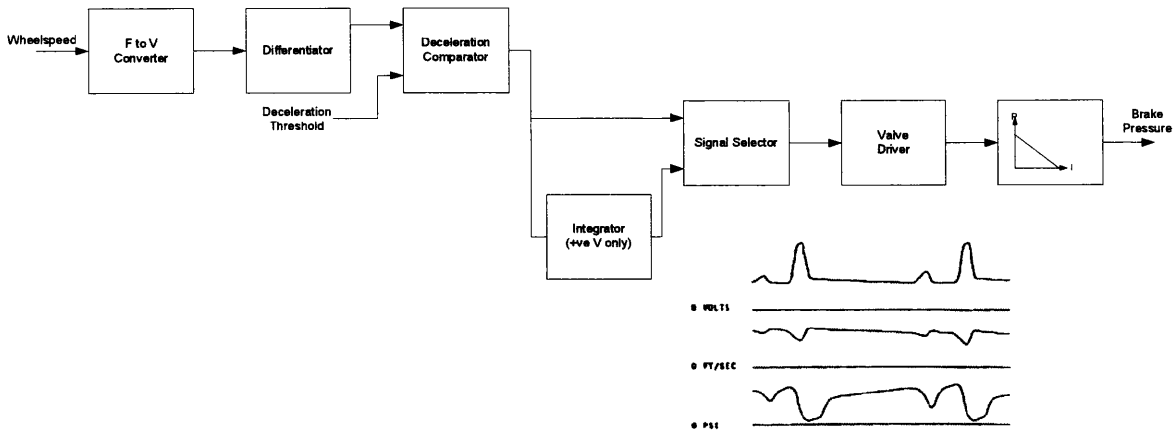 Wheelspeed
F to V
Converter
Differentiator
Deceleration
Comparator
Deceleration
Threshold
Signal Selector
Valve
Driver
P
I
Brake
Pressure
Integrator
(+ve V only)
0 VOLTS
0 FT/SEC
0 PSI